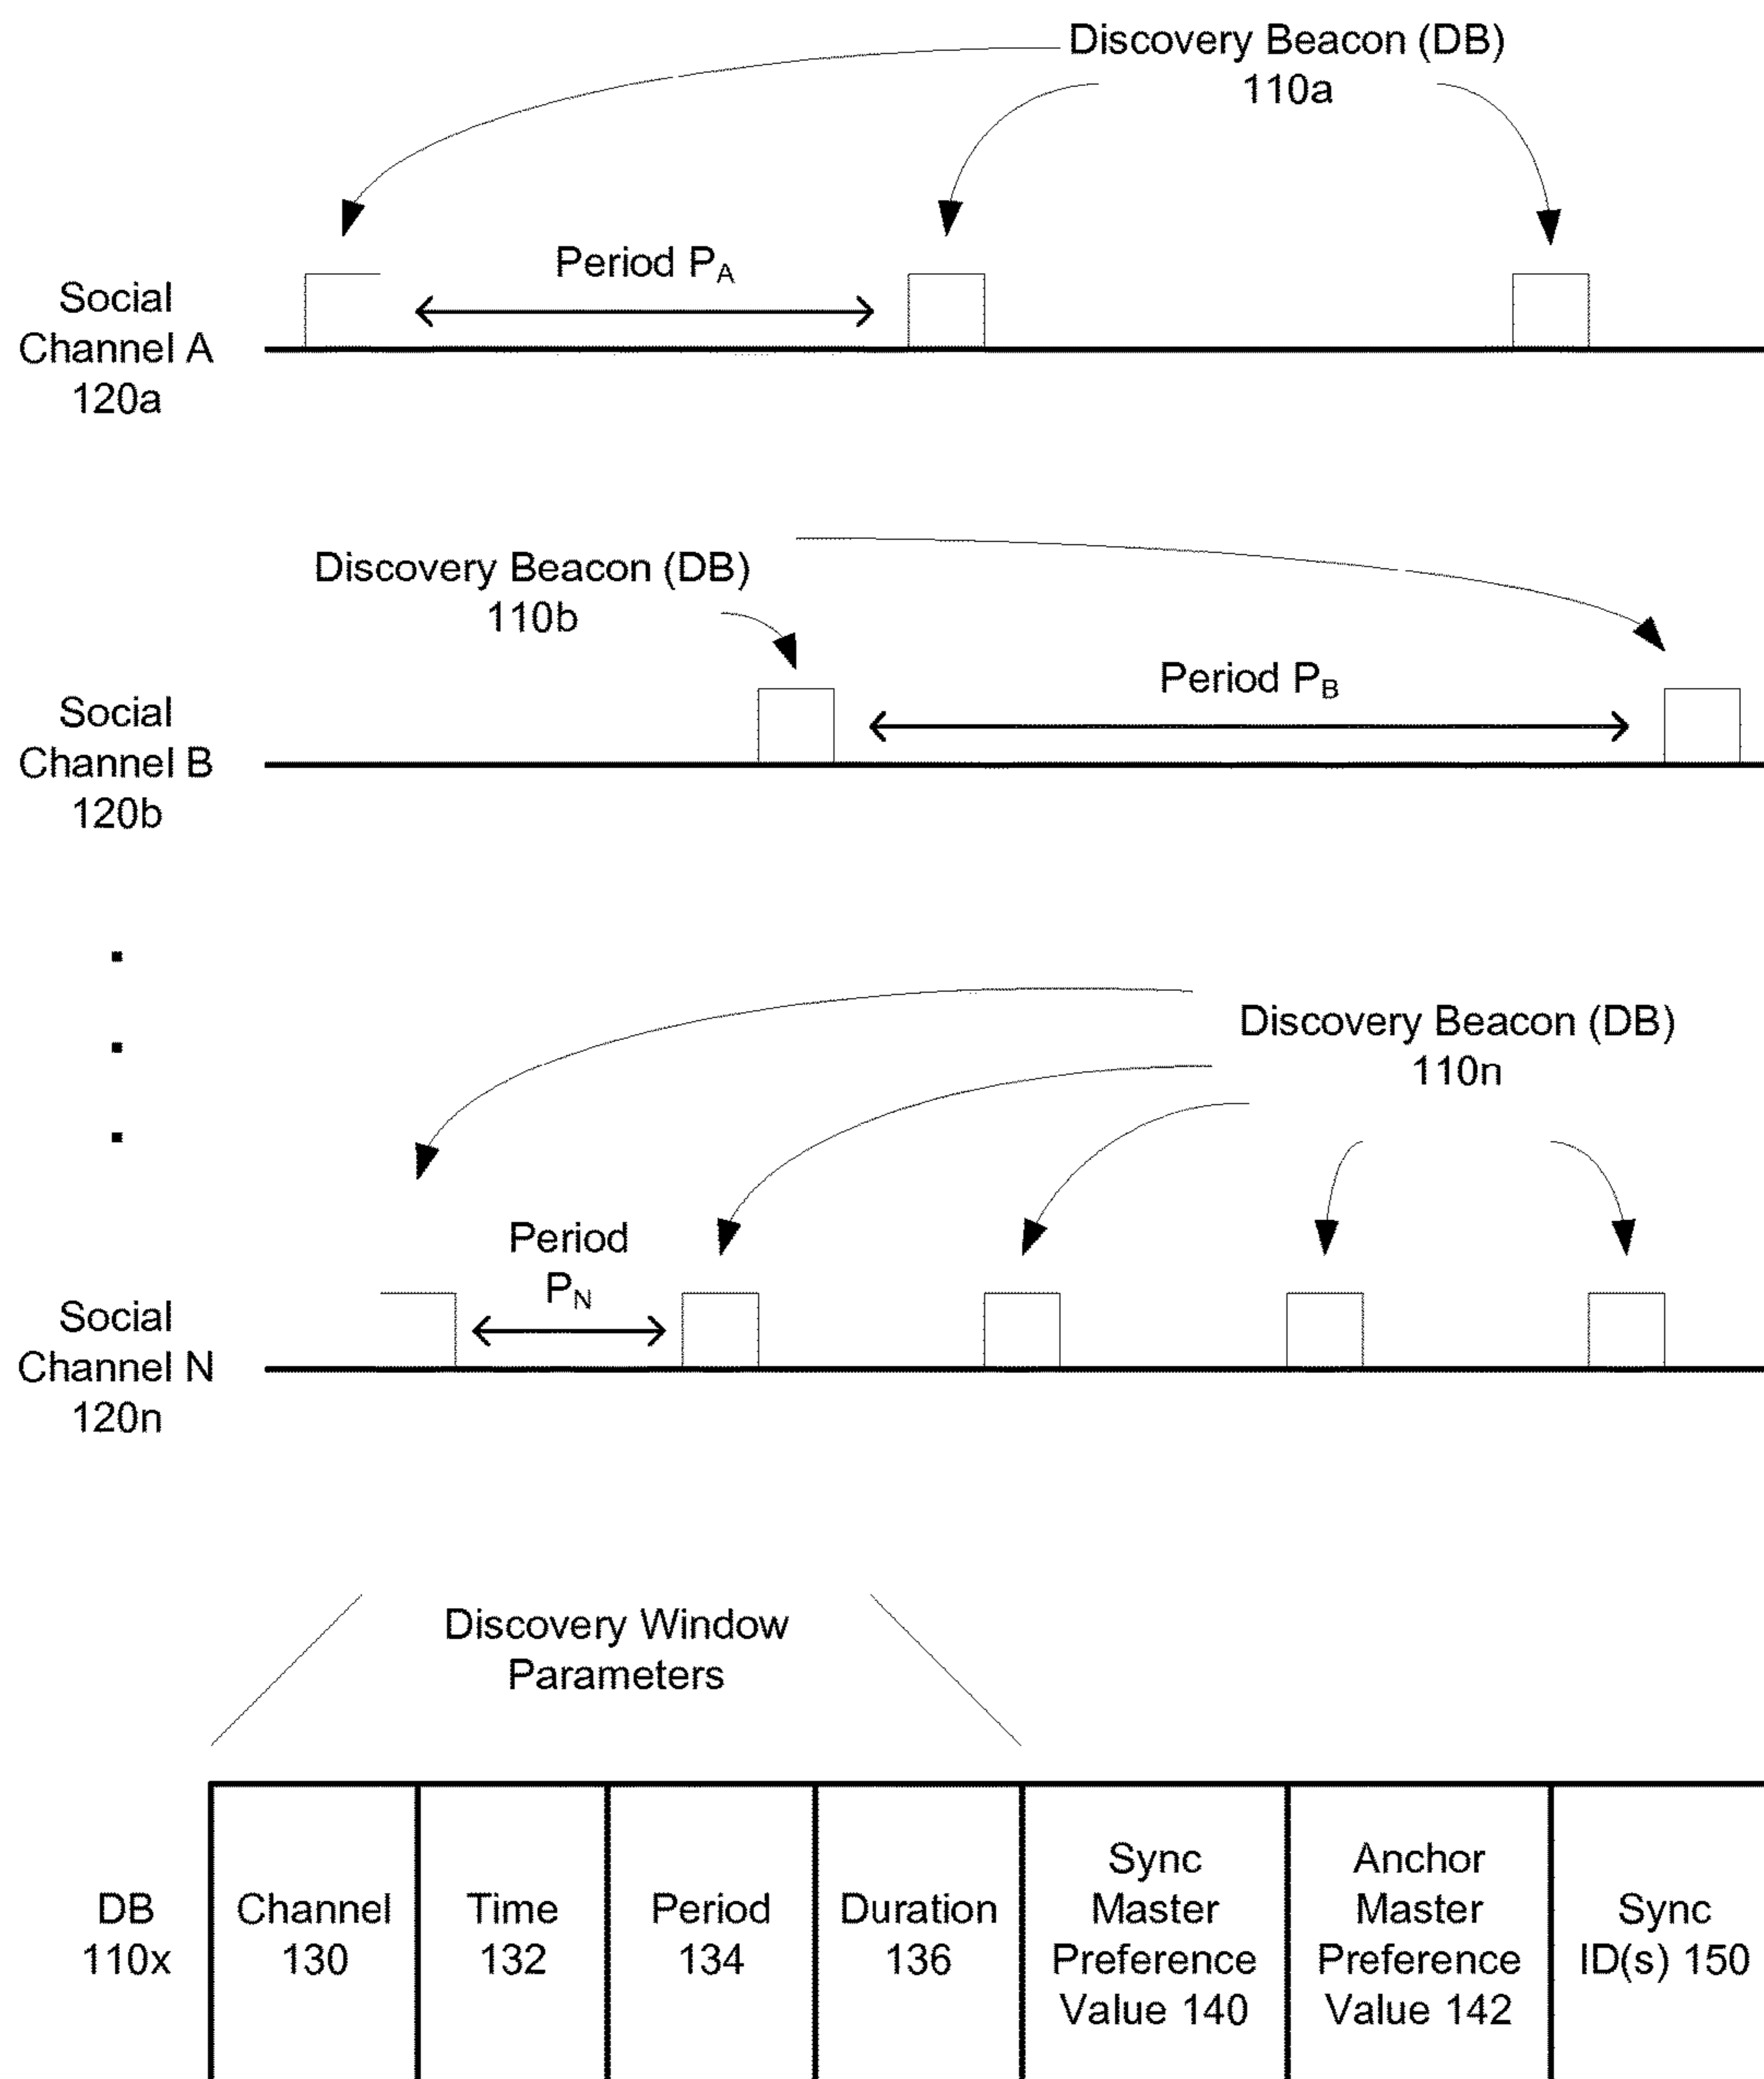 Discovery Beacon (DB)
110a
Period PA
Social
Channel A
120a
Discovery Beacon (DB)
110b
Period PB
Social
Channel B
120b
Discovery Beacon (DB)
110n
Period
PN
Social
Channel N
120n
Discovery Window
Parameters
DB
110x
Channel
130
Time
132
Period
134
Duration
136
Sync
Master
Preference
Value 140
Anchor
Master
Preference
Value 142
Sync
ID(s) 150